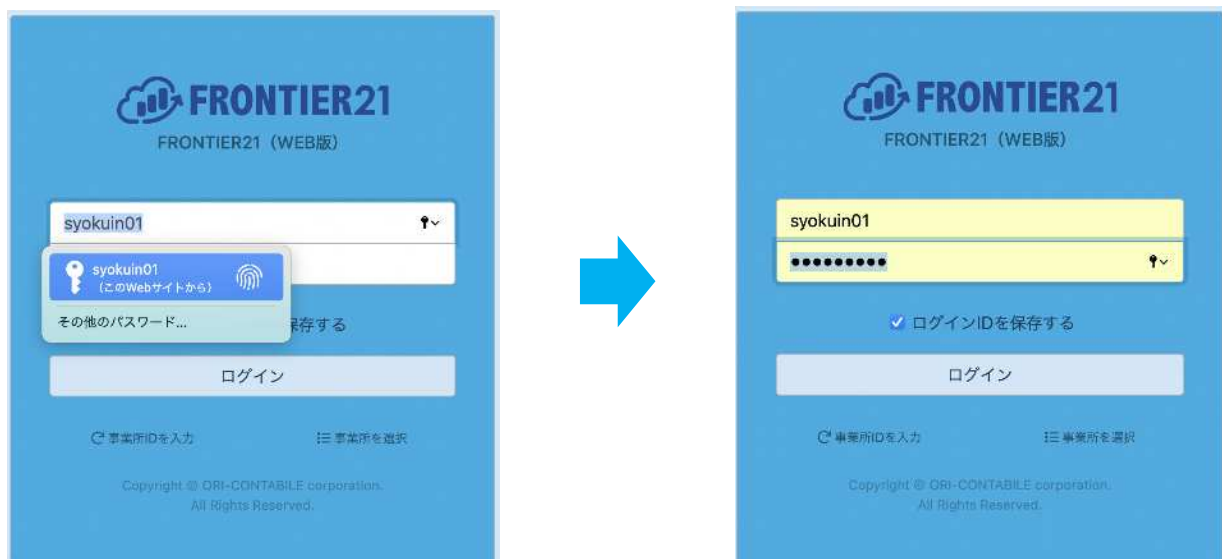 FRONTIER21
FRONTIER21（WEB版）
syokuin01
syokuin01
（このWebサイトから）
その他のパスワード...
保存する
ログイン
事業所IDを入力
事業所を選択
Copyright © ORI-CONTABILE corporation.
All Rights Reserved.
FRONTIER21
FRONTIER21（WEB版）
syokuin01
●●●●●●●●●
ログインIDを保存する
ログイン
事業所IDを入力
事業所を選択
Copyright © ORI-CONTABILE corporation.
All Rights Reserved.